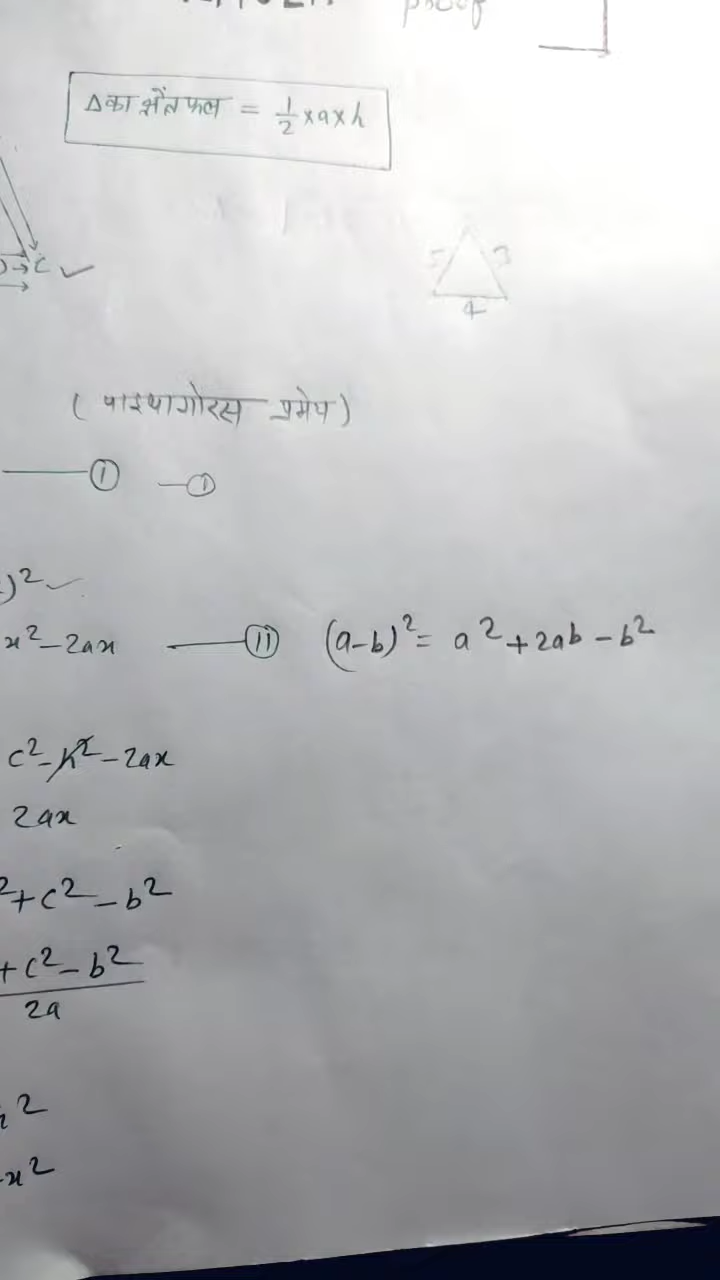 proof
Δ का क्षैत्रफल = 1/2 × a × h
→ C ✓
5 3
4
( पाइथागोरस प्रमेय )
—— ① —①
)² ✓
x² – 2ax —— ⑪ (a–b)² = a² + 2ab – b²
c² – h² – 2ax
2ax
² + c² – b²
+ c² – b²
2a
2
x²